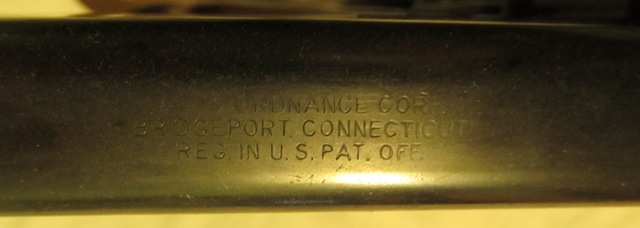 ORDNANCE COR
BRIDGEPORT, CONNECTICUT
REG. IN U.S. PAT. OFF.